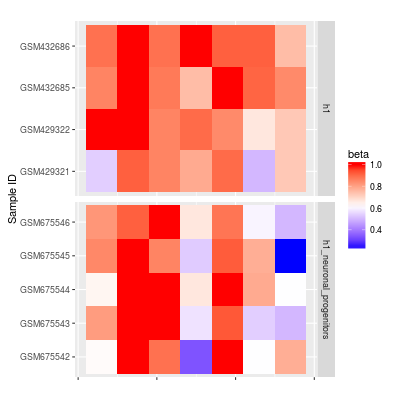 GSM432686
GSM432685
GSM429322
GSM429321
h1
GSM675546
GSM675545
GSM675544
GSM675543
GSM675542
h1_neuronal_progenitors
Sample ID
beta
1.0
0.8
0.6
0.4